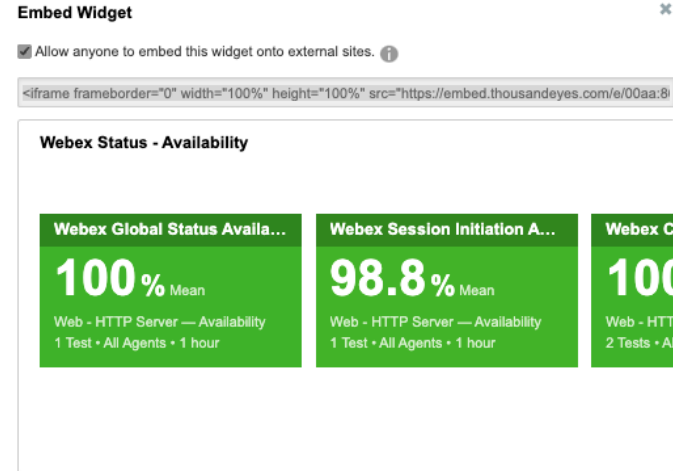 Embed Widget
Allow anyone to embed this widget onto external sites.
<iframe frameborder="0" width="100%" height="100%" src="https://embed.thousandeyes.com/e/00aa:8
Webex Status - Availability
Webex Global Status Availa... Webex Session Initiation A... Webex C
100 % Mean 98.8 % Mean 100
Web - HTTP Server — Availability Web - HTTP Server — Availability Web - HTT
1 Test • All Agents • 1 hour 1 Test • All Agents • 1 hour 2 Tests • A